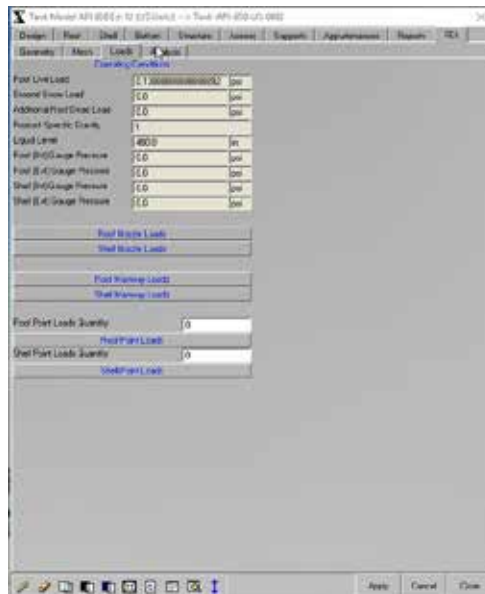 Design Roof Shell Bottom Structure Access Supports Appurtenances Reports FEA
Geometry Mesh Loads Analysis
Operating Conditions
Roof Live Load psi
Ground Snow Load 0.0 psi
Additional Roof Dead Load 0.0 psi
Product Specific Gravity 1
Liquid Level 480.0 in
Roof (Int) Gauge Pressure 0.0 psi
Roof (Ext) Gauge Pressure 0.0 psi
Shell (Int) Gauge Pressure 0.0 psi
Shell (Ext) Gauge Pressure 0.0 psi
Roof Nozzle Loads
Shell Nozzle Loads
Roof Manway Loads
Shell Manway Loads
Roof Point Loads Quantity 0
Roof Point Loads
Shell Point Loads Quantity 0
Shell Point Loads
Apply Cancel Close